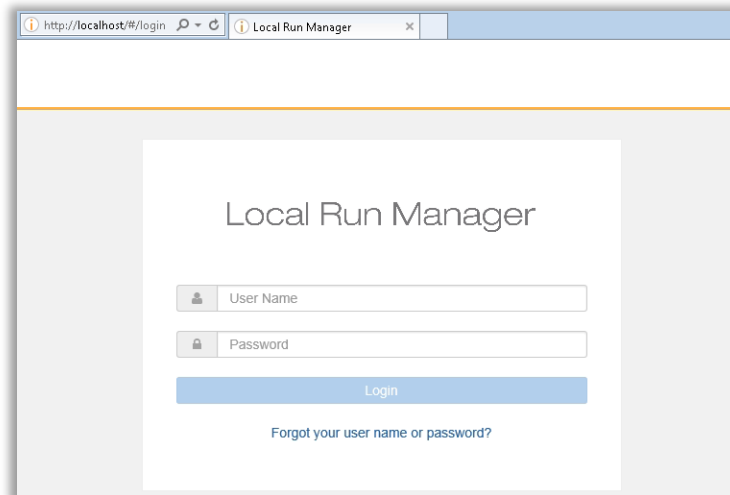 http://localhost/#/login
Local Run Manager
Local Run Manager
User Name
Password
Login
Forgot your user name or password?